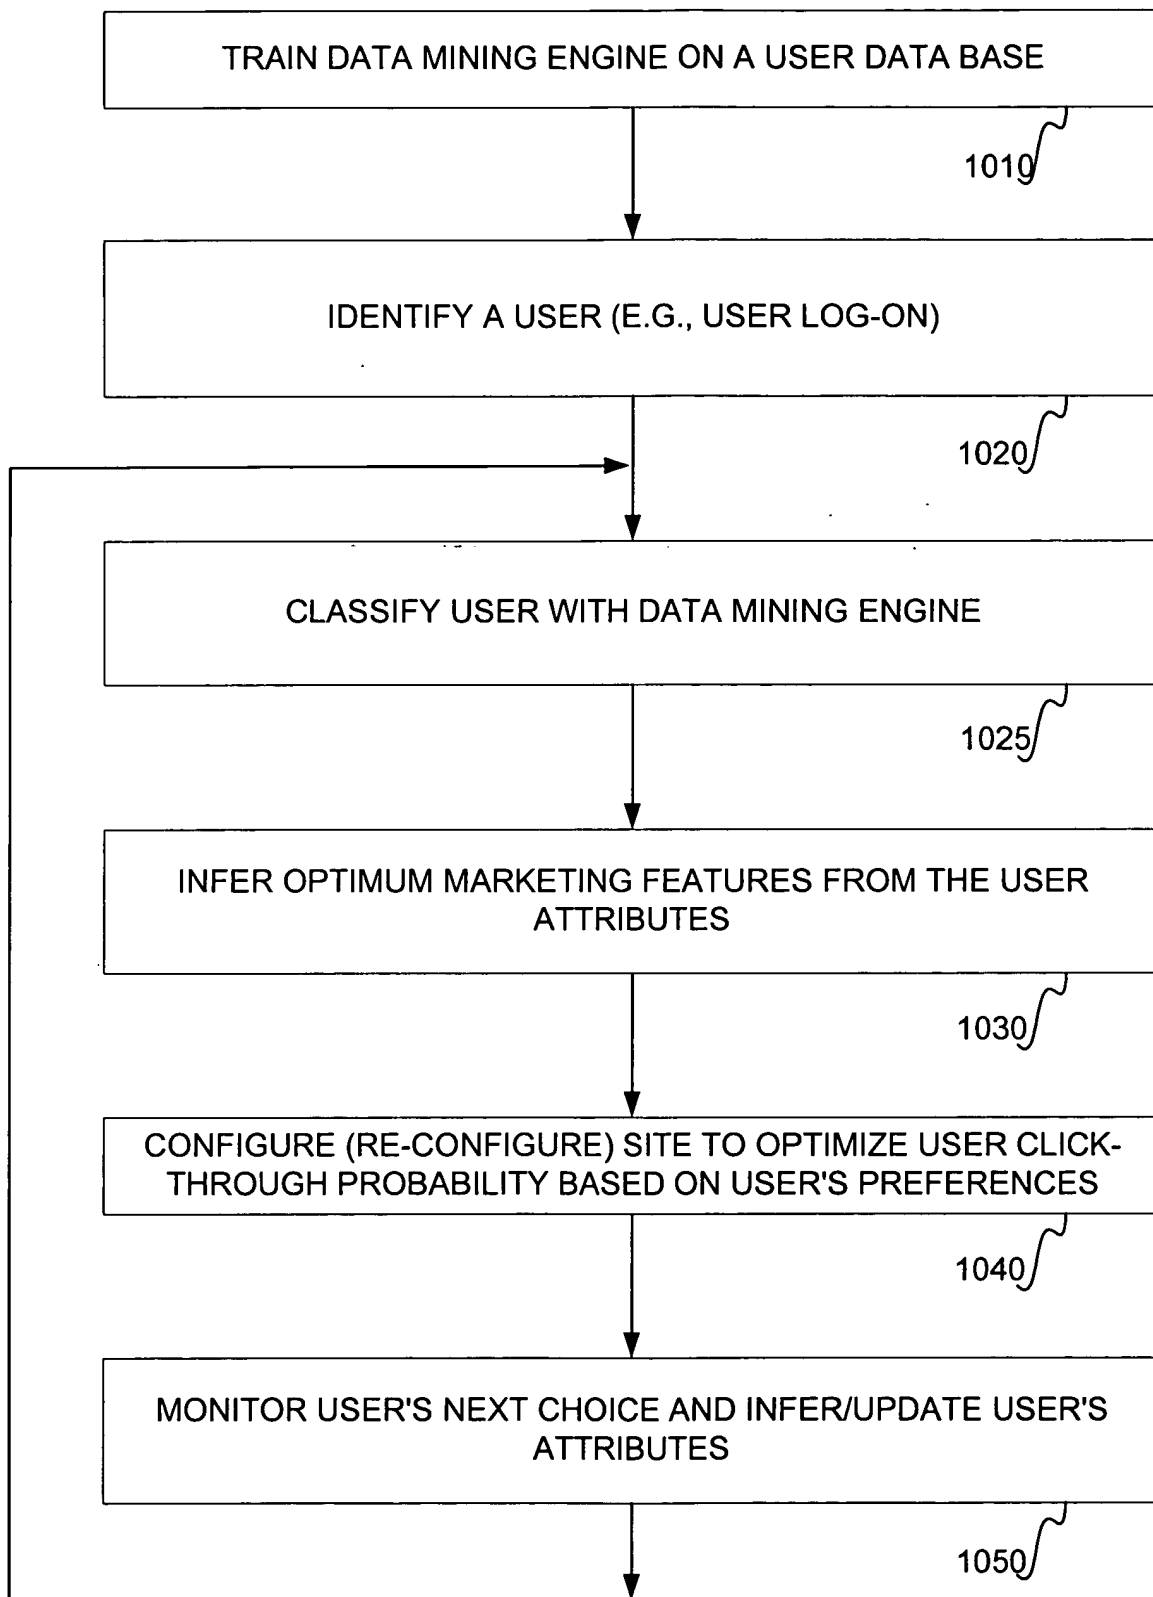 TRAIN DATA MINING ENGINE ON A USER DATA BASE
1010
IDENTIFY A USER (E.G., USER LOG-ON)
1020
CLASSIFY USER WITH DATA MINING ENGINE
1025
INFER OPTIMUM MARKETING FEATURES FROM THE USER
ATTRIBUTES
1030
CONFIGURE (RE-CONFIGURE) SITE TO OPTIMIZE USER CLICK-
THROUGH PROBABILITY BASED ON USER'S PREFERENCES
1040
MONITOR USER'S NEXT CHOICE AND INFER/UPDATE USER'S
ATTRIBUTES
1050